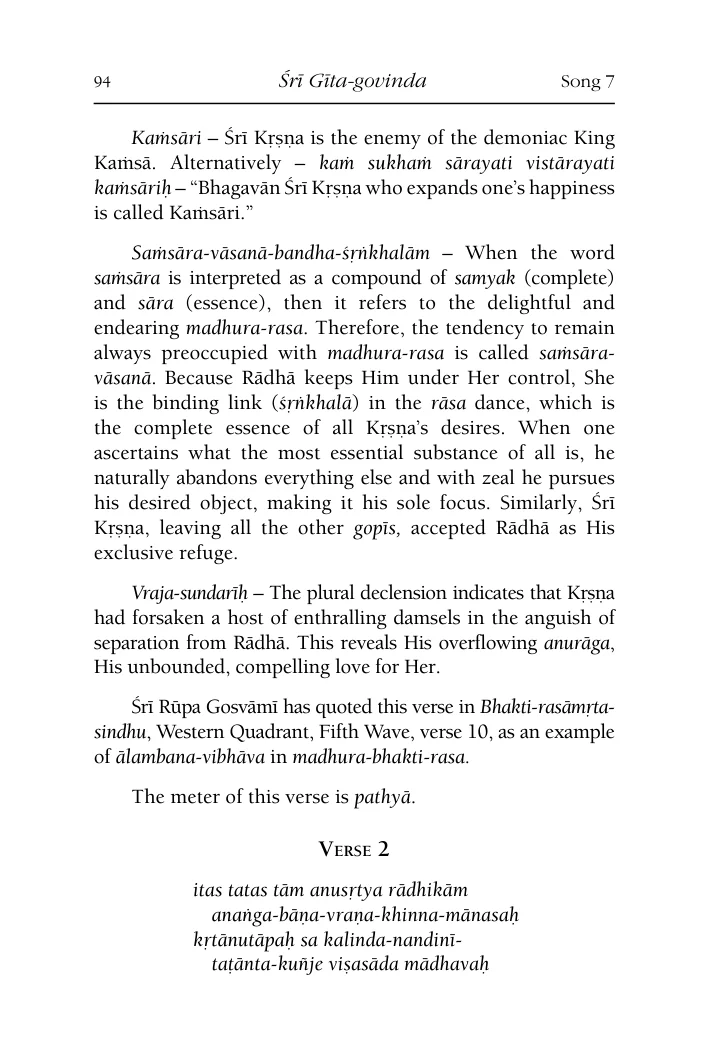 94 Śrī Gīta-govinda Song 7
Kaṁsāri – Śrī Kṛṣṇa is the enemy of the demoniac King
Kaṁsā. Alternatively – kaṁ sukhaṁ sārayati vistārayati
kaṁsāriḥ – “Bhagavān Śrī Kṛṣṇa who expands one’s happiness
is called Kaṁsāri.”
Saṁsāra-vāsanā-bandha-śṛṅkhalām – When the word
saṁsāra is interpreted as a compound of samyak (complete)
and sāra (essence), then it refers to the delightful and
endearing madhura-rasa. Therefore, the tendency to remain
always preoccupied with madhura-rasa is called saṁsāra-
vāsanā. Because Rādhā keeps Him under Her control, She
is the binding link (śṛṅkhalā) in the rāsa dance, which is
the complete essence of all Kṛṣṇa’s desires. When one
ascertains what the most essential substance of all is, he
naturally abandons everything else and with zeal he pursues
his desired object, making it his sole focus. Similarly, Śrī
Kṛṣṇa, leaving all the other gopīs, accepted Rādhā as His
exclusive refuge.
Vraja-sundarīḥ – The plural declension indicates that Kṛṣṇa
had forsaken a host of enthralling damsels in the anguish of
separation from Rādhā. This reveals His overflowing anurāga,
His unbounded, compelling love for Her.
Śrī Rūpa Gosvāmī has quoted this verse in Bhakti-rasāmṛta-
sindhu, Western Quadrant, Fifth Wave, verse 10, as an example
of ālambana-vibhāva in madhura-bhakti-rasa.
The meter of this verse is pathyā.
Verse 2
itas tatas tām anusṛtya rādhikām
anaṅga-bāṇa-vraṇa-khinna-mānasaḥ
kṛtānutāpaḥ sa kalinda-nandinī-
taṭānta-kuñje viṣasāda mādhavaḥ